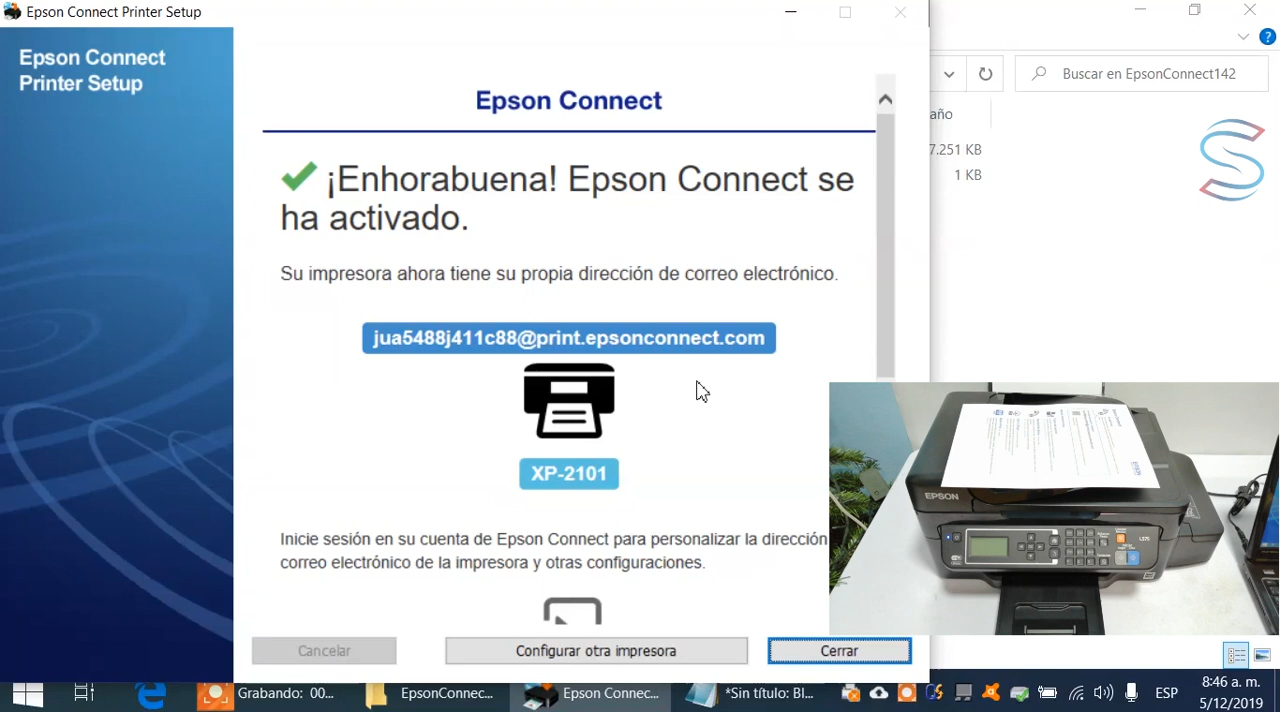 Epson Connect Printer Setup
Epson Connect
Printer Setup
Epson Connect
¡Enhorabuena! Epson Connect se
ha activado.
Su impresora ahora tiene su propia dirección de correo electrónico.
jua5488j411c88@print.epsonconnect.com
XP-2101
Inicie sesión en su cuenta de Epson Connect para personalizar la dirección
correo electrónico de la impresora y otras configuraciones.
Cancelar
Configurar otra impresora
Cerrar
?
Buscar en EpsonConnect142
año
7.251 KB
1 KB
S
EPSON
EPSON
L575
Grabando: 00...
EpsonConnec...
Epson Connec...
*Sin título: Bl...
ESP
8:46 a. m.
5/12/2019